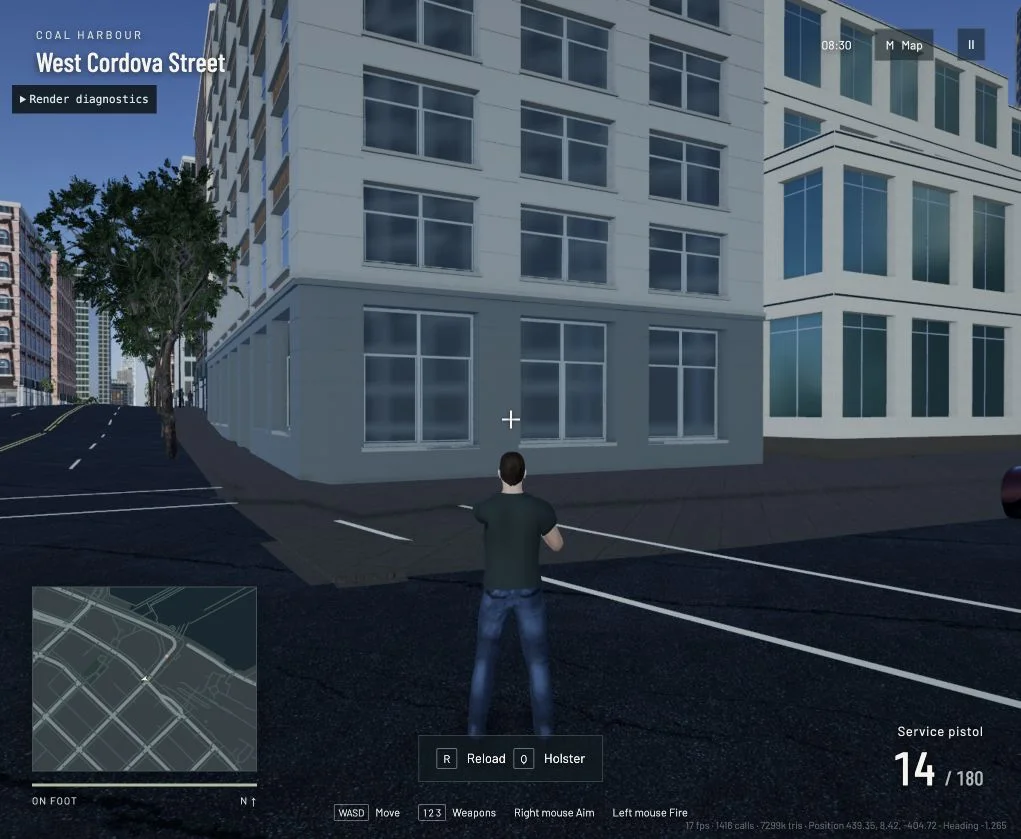 COAL HARBOUR
West Cordova Street
08:30
M Map
Render diagnostics
Service pistol
14 / 180
R Reload Q Holster
ON FOOT
N ↑
WASD Move 1 2 3 Weapons Right mouse Aim Left mouse Fire
17 fps · 1416 calls · 7299k tris · Position 439.35, 8.42, -404.72 · Heading -1.265